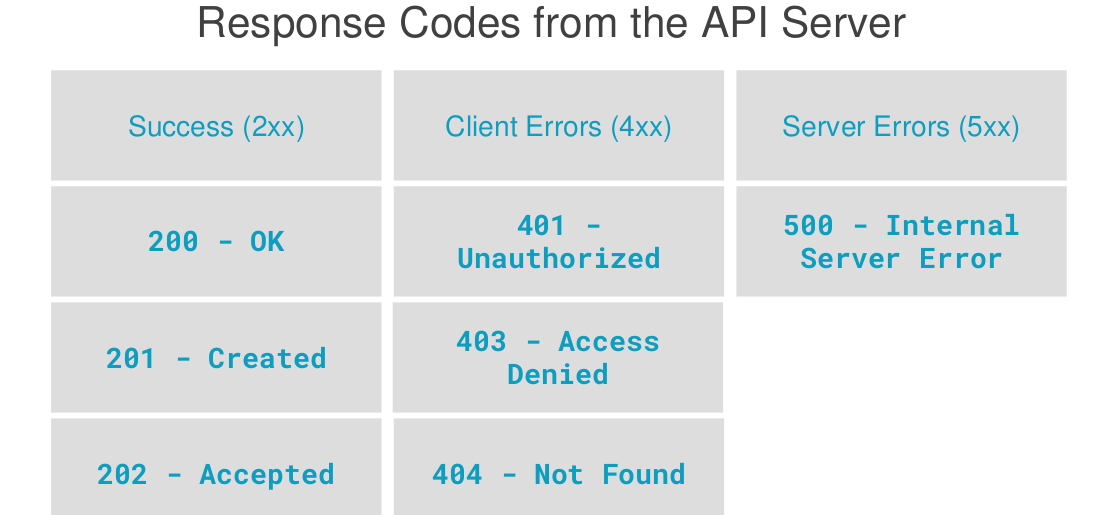 Response Codes from the API Server
Success (2xx)
Client Errors (4xx)
Server Errors (5xx)
200 - OK
401 -
Unauthorized
500 - Internal
Server Error
201 - Created
403 - Access
Denied
202 - Accepted
404 - Not Found